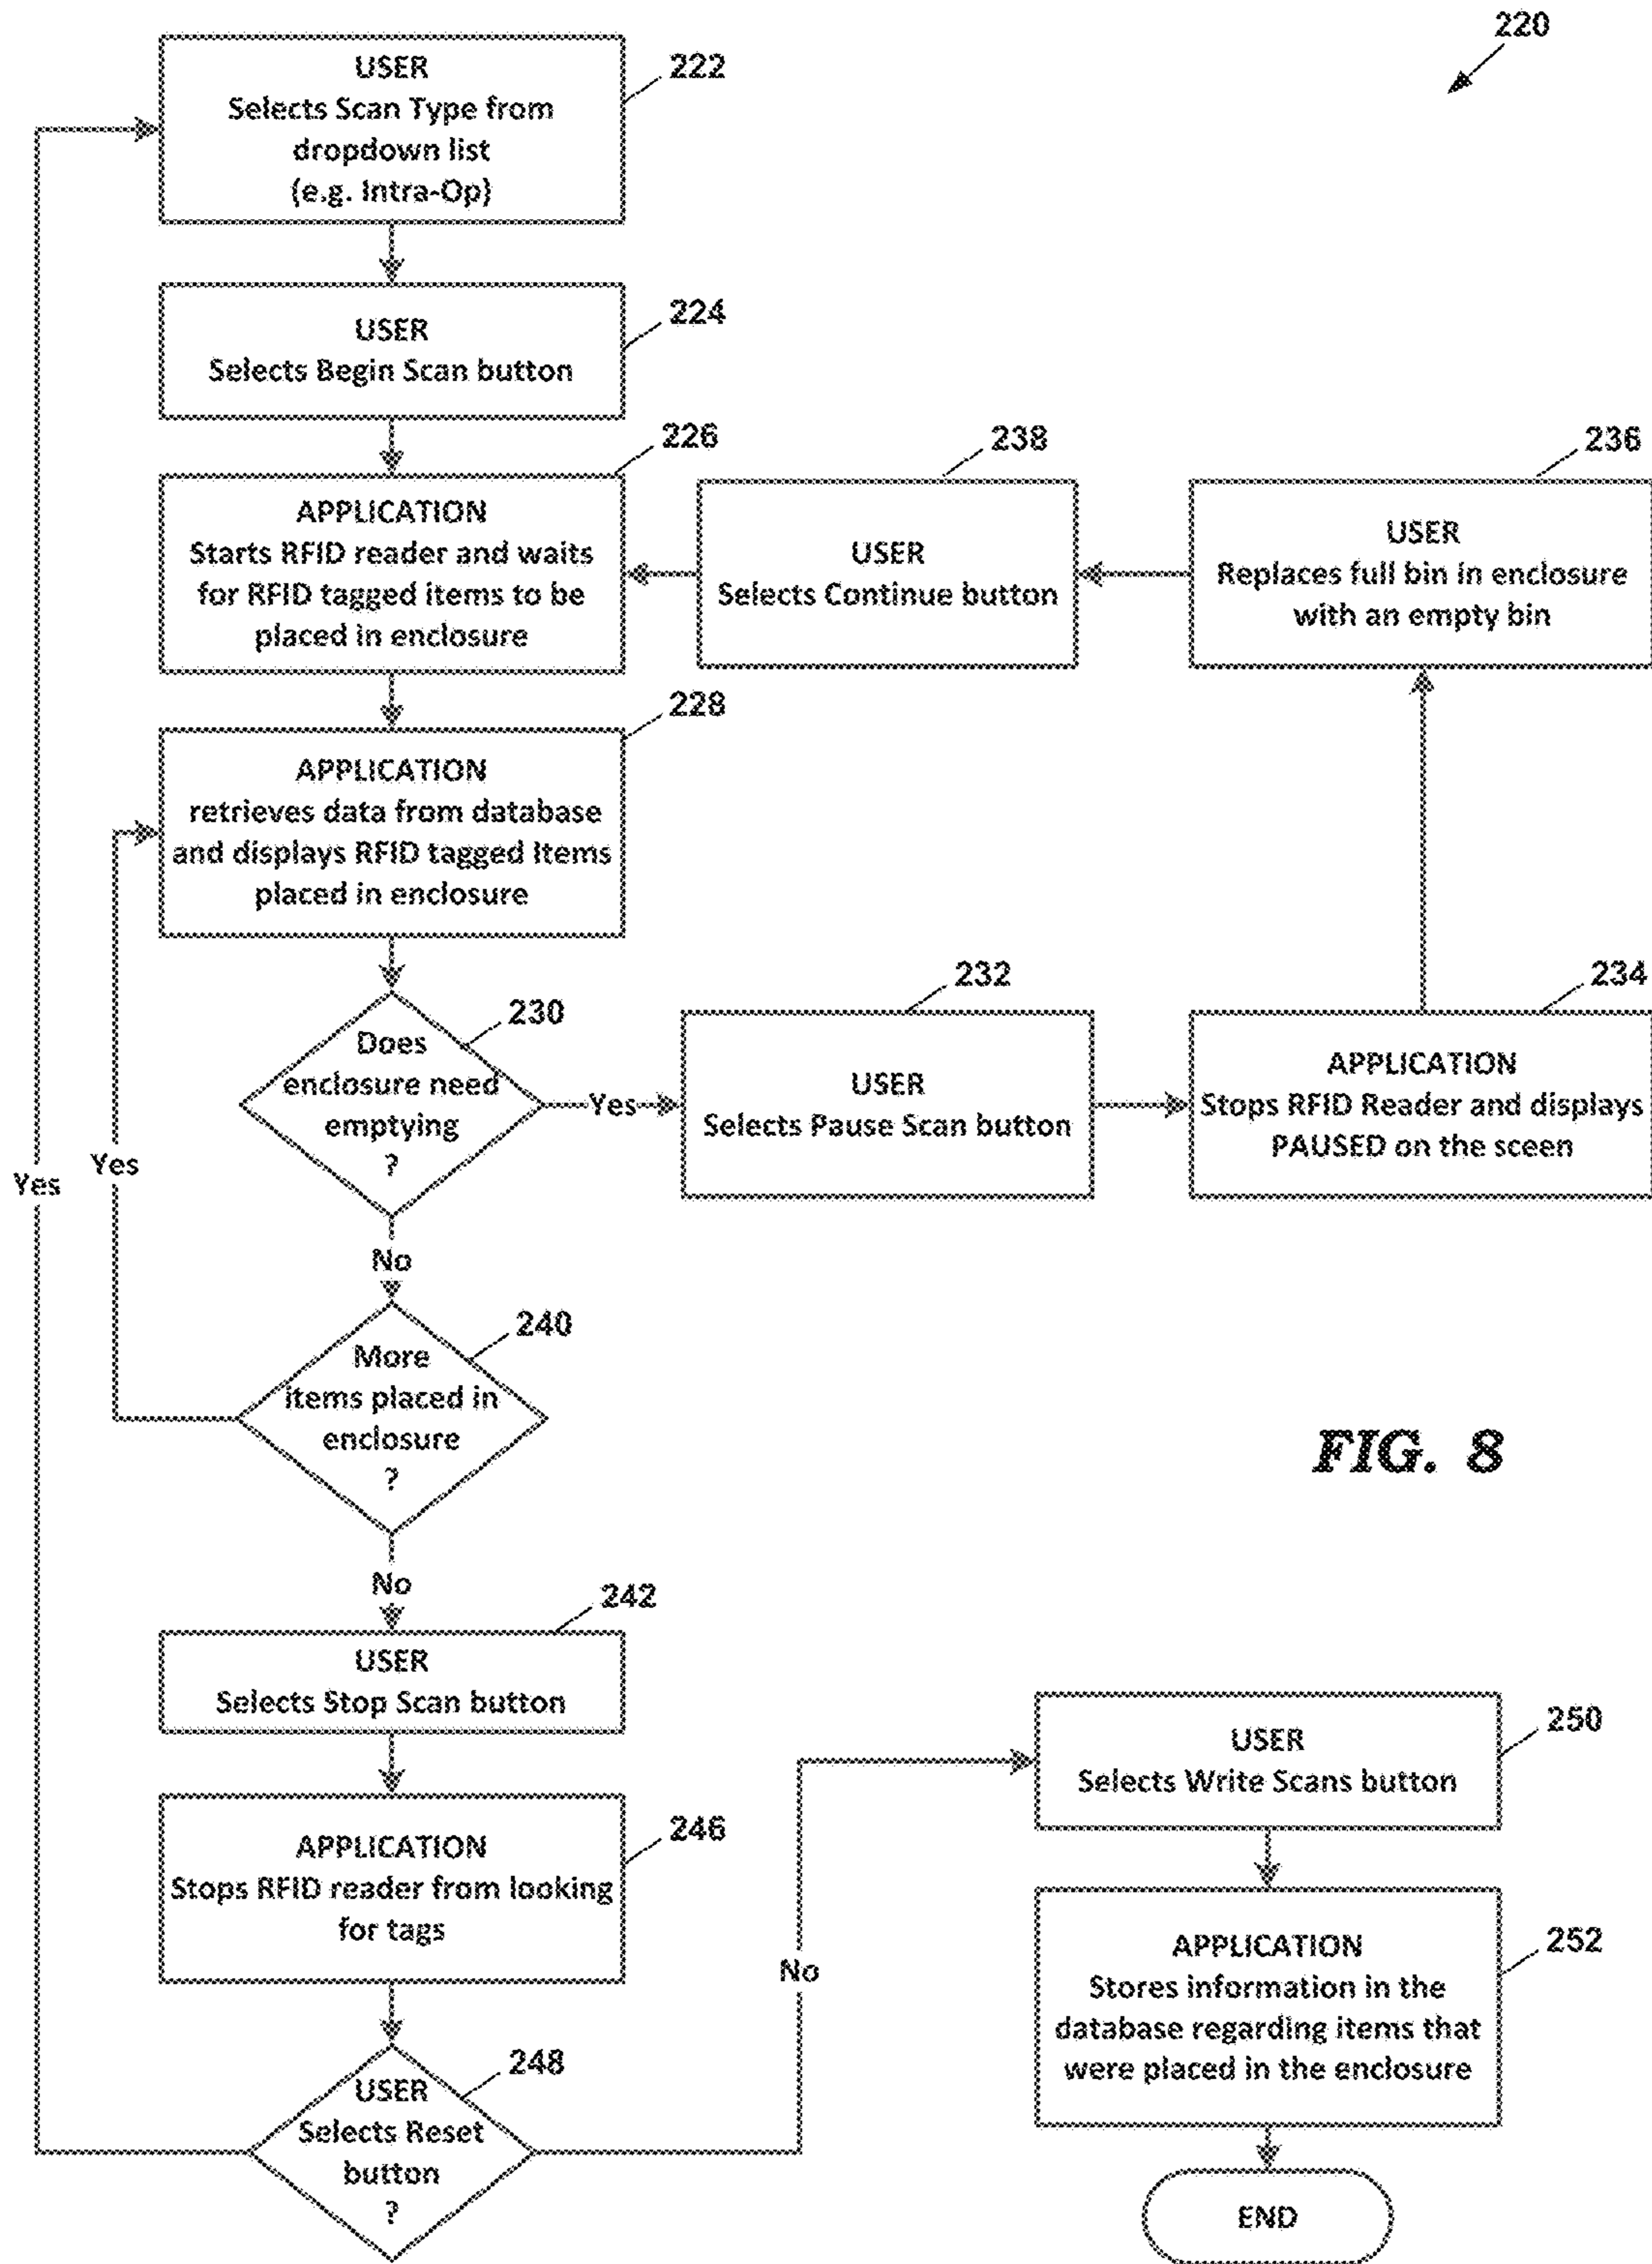 220
222
USER
Selects Scan Type from
dropdown list
(e.g. Intra-Op)
224
USER
Selects Begin Scan button
226
APPLICATION
Starts RFID reader and waits
for RFID tagged items to be
placed in enclosure
238
USER
Selects Continue button
236
USER
Replaces full bin in enclosure
with an empty bin
228
APPLICATION
retrieves data from database
and displays RFID tagged Items
placed in enclosure
230
Does
enclosure need
emptying
?
Yes
232
USER
Selects Pause Scan button
234
APPLICATION
Stops RFID Reader and displays
PAUSED on the sceen
Yes
Yes
No
240
More
items placed in
enclosure
?
FIG. 8
No
242
USER
Selects Stop Scan button
246
APPLICATION
Stops RFID reader from looking
for tags
248
USER
Selects Reset
button
?
No
250
USER
Selects Write Scans button
252
APPLICATION
Stores information in the
database regarding items that
were placed in the enclosure
END